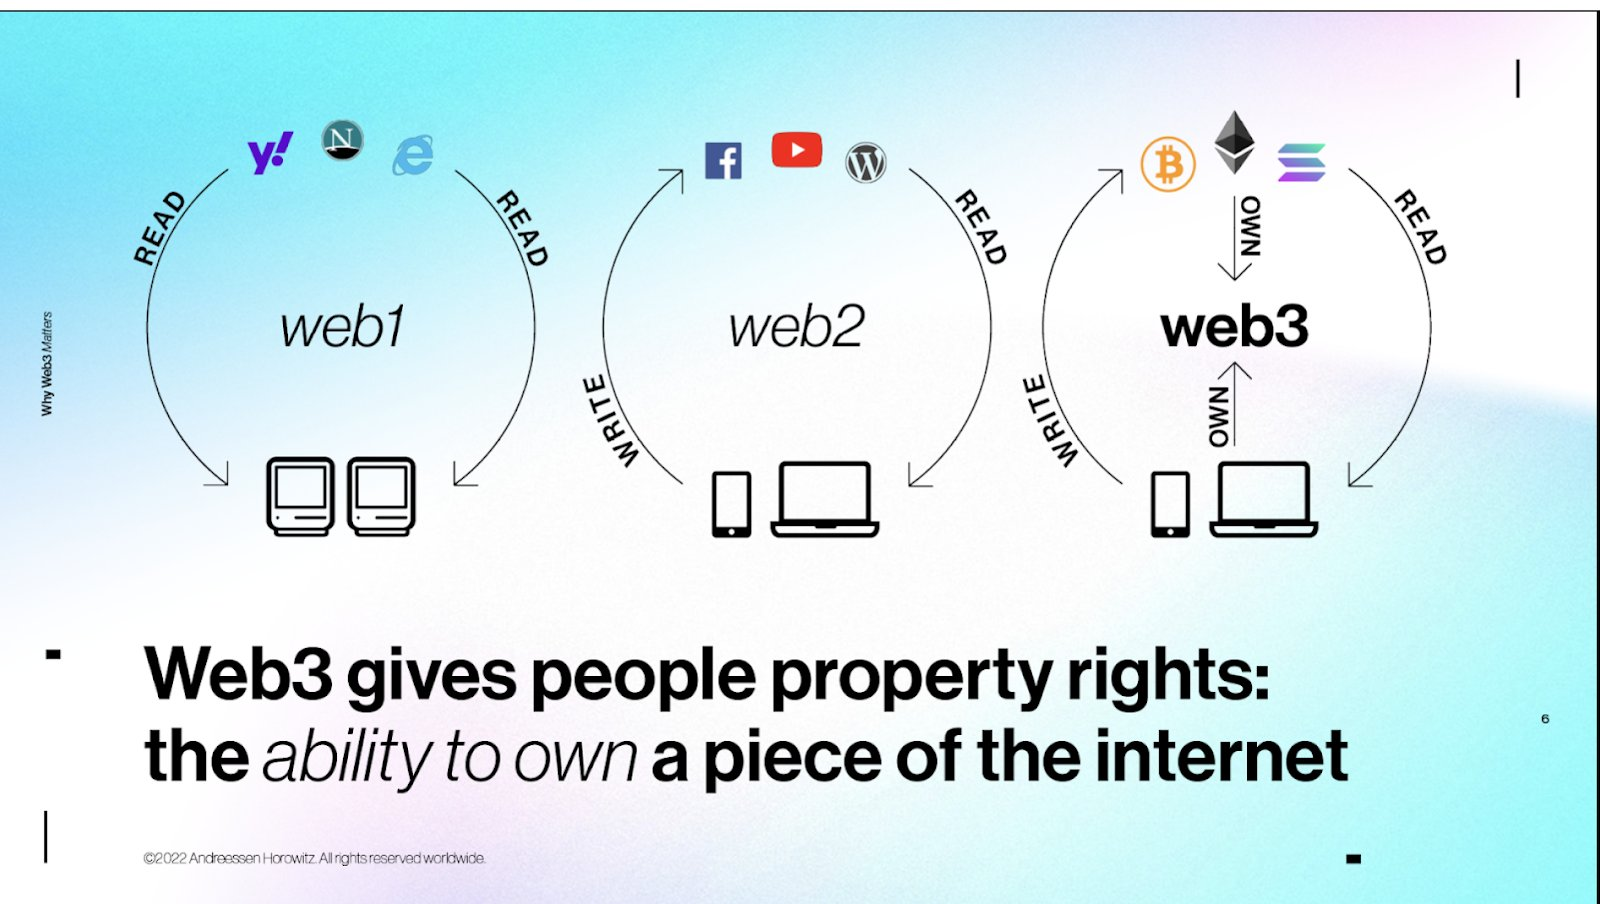 y!
N
e
f
W
B
READ
READ
WRITE
READ
WRITE
OWN
OWN
READ
web1
web2
web3
Why Web3 Matters
Web3 gives people property rights:
the ability to own a piece of the internet
6
©2022 Andreessen Horowitz. All rights reserved worldwide.